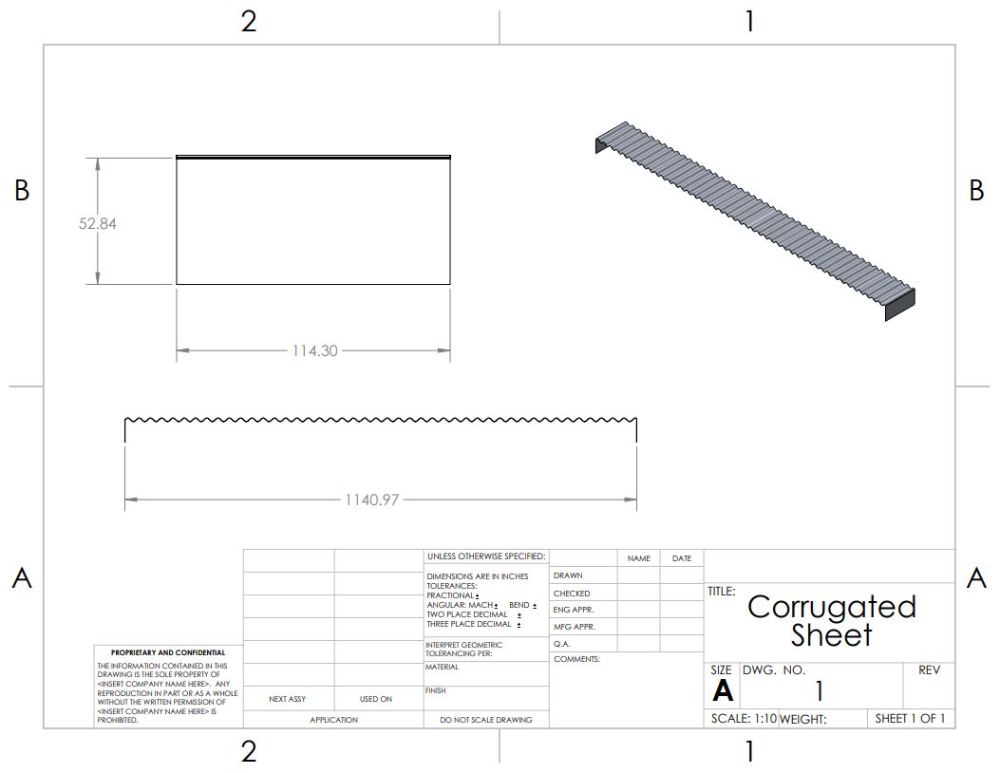 2
1
B
B
52.84
114.30
1140.97
A
A
UNLESS OTHERWISE SPECIFIED:
DIMENSIONS ARE IN INCHES
TOLERANCES:
FRACTIONAL ±
ANGULAR: MACH ± BEND ±
TWO PLACE DECIMAL ±
THREE PLACE DECIMAL ±
INTERPRET GEOMETRIC
TOLERANCING PER:
MATERIAL
FINISH
DO NOT SCALE DRAWING
NAME DATE
DRAWN
CHECKED
ENG APPR.
MFG APPR.
Q.A.
COMMENTS:
TITLE:
Corrugated
Sheet
SIZE DWG. NO. REV
A 1
SCALE: 1:10 WEIGHT: SHEET 1 OF 1
PROPRIETARY AND CONFIDENTIAL
THE INFORMATION CONTAINED IN THIS
DRAWING IS THE SOLE PROPERTY OF
<INSERT COMPANY NAME HERE>. ANY
REPRODUCTION IN PART OR AS A WHOLE
WITHOUT THE WRITTEN PERMISSION OF
<INSERT COMPANY NAME HERE> IS
PROHIBITED.
NEXT ASSY USED ON
APPLICATION
2
1